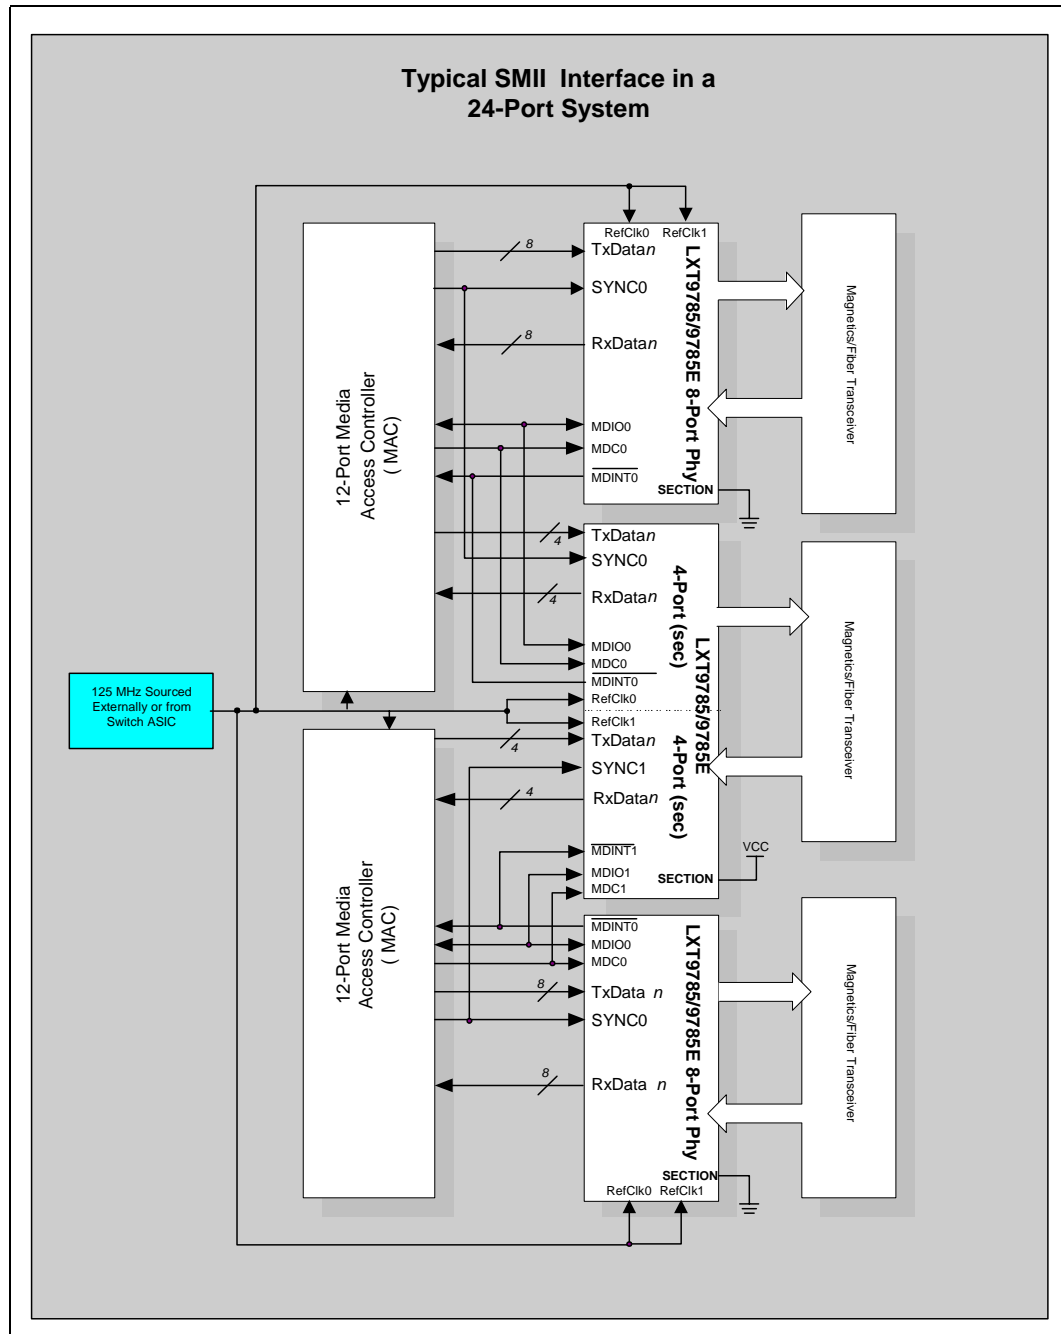 Typical SMII Interface in a
24-Port System
RefClk0 RefClk1
TxDatan
8
SYNC0
RxDatan
8
MDIO0
MDC0
MDINT0
SECTION
LXT9785/9785E 8-Port Phy
Magnetics/Fiber Transceiver
12-Port Media
Access Controller
( MAC)
TxDatan
4
SYNC0
RxDatan
4
MDIO0
MDC0
MDINT0
RefClk0
4-Port (sec)
LXT9785/9785E
Magnetics/Fiber Transceiver
125 MHz Sourced
Externally or from
Switch ASIC
RefClk1
TxDatan
4
SYNC1
RxDatan
4
4-Port (sec)
MDINT1
MDIO1
MDC1
SECTION
VCC
12-Port Media
Access Controller
( MAC)
MDINT0
MDIO0
MDC0
TxData n
8
SYNC0
RxData n
8
LXT9785/9785E 8-Port Phy
Magnetics/Fiber Transceiver
SECTION
RefClk0 RefClk1